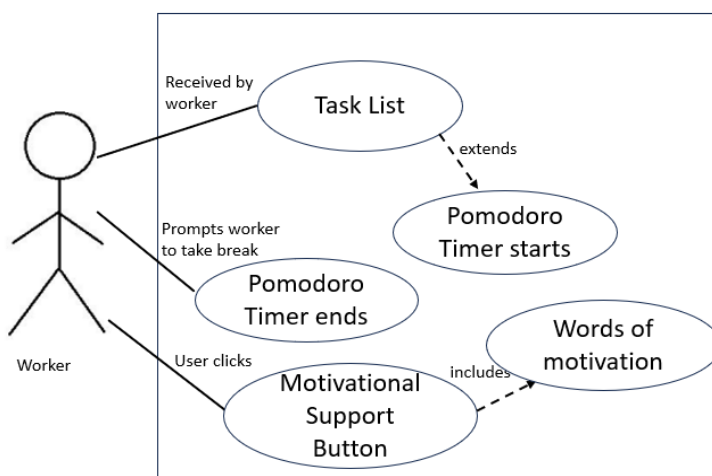 Received by
worker
Task List
extends
Pomodoro
Timer starts
Prompts worker
to take break
Pomodoro
Timer ends
Words of
motivation
Worker
User clicks
includes
Motivational
Support
Button